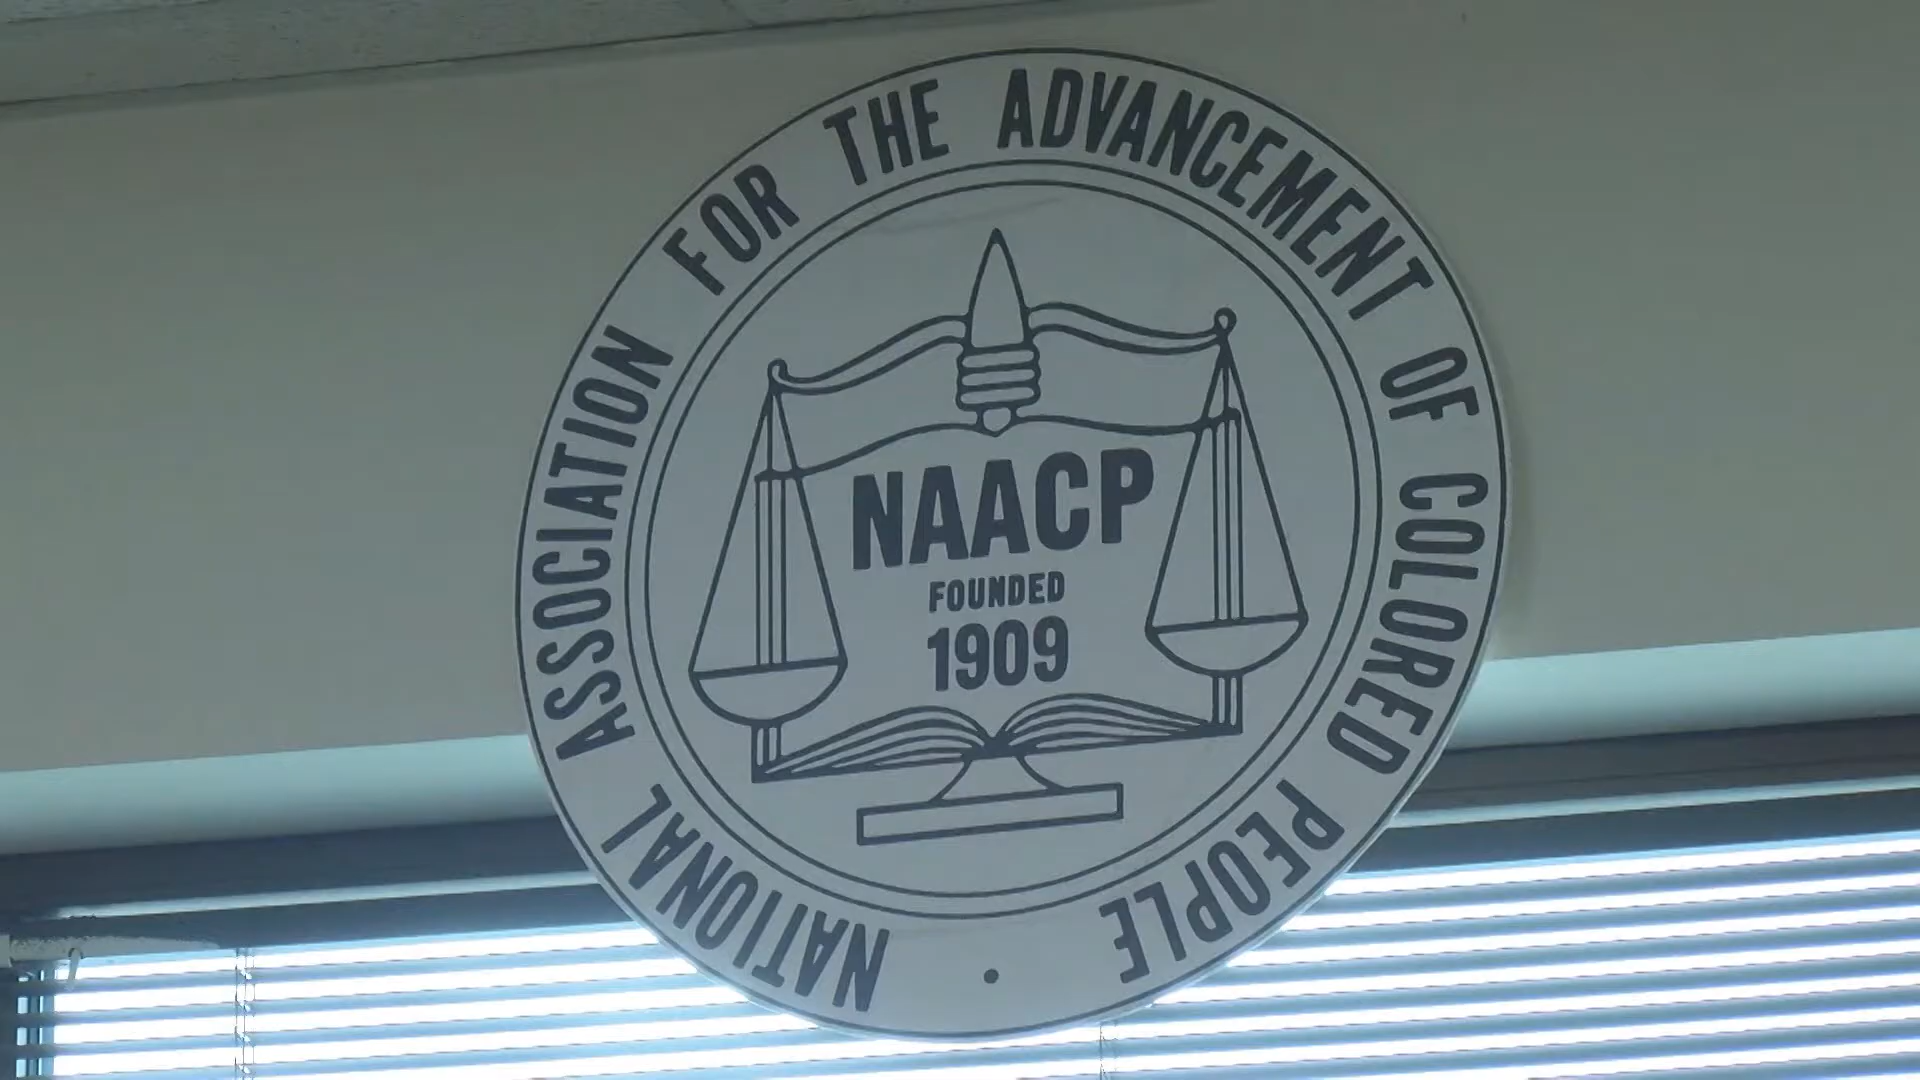 NATIONAL ASSOCIATION FOR THE ADVANCEMENT OF COLORED PEOPLE •
NAACP
FOUNDED
1909